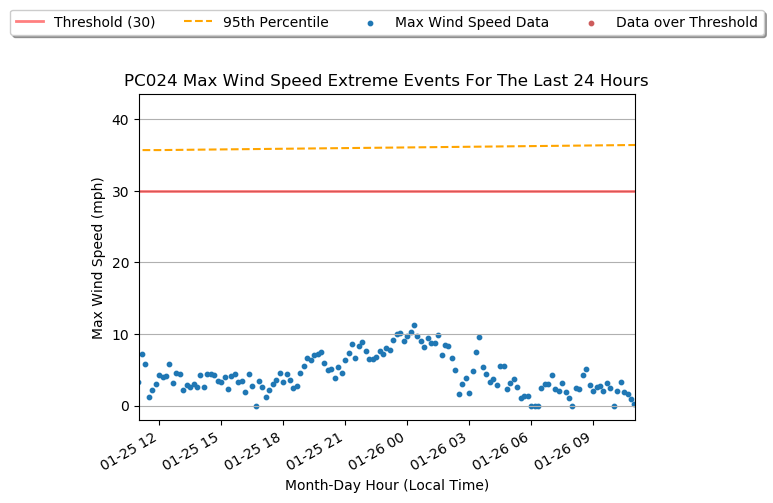 Threshold (30) 95th Percentile Max Wind Speed Data Data over Threshold
PC024 Max Wind Speed Extreme Events For The Last 24 Hours
Max Wind Speed (mph)
40
30
20
10
0
01-25 12 01-25 15 01-25 18 01-25 21 01-26 00 01-26 03 01-26 06 01-26 09
Month-Day Hour (Local Time)